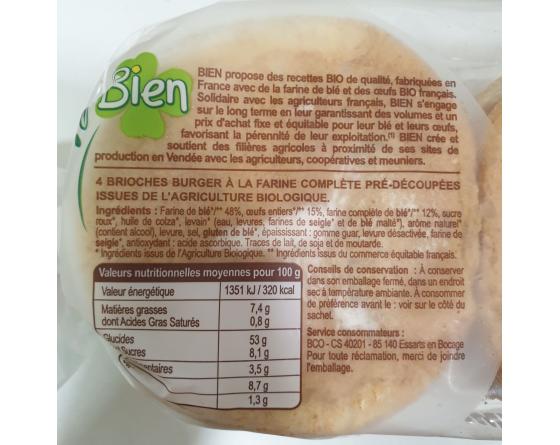 Bien
BIEN propose des recettes BIO de qualité, fabriquées en
France avec de la farine de blé et des œufs BIO français.
Solidaire avec les agriculteurs français, BIEN s'engage
sur le long terme en leur garantissant des volumes et un
prix d'achat fixe et équitable pour leur blé et leurs œufs,
favorisant la pérennité de leur exploitation.(1) BIEN crée et
soutient des filières agricoles à proximité de ses sites de
production en Vendée avec les agriculteurs, coopératives et meuniers.
4 BRIOCHES BURGER À LA FARINE COMPLÈTE PRÉ-DÉCOUPÉES
ISSUES DE L'AGRICULTURE BIOLOGIQUE.
Ingrédients : Farine de blé*/** 48%, œufs entiers*/** 15%, farine complète de blé*/** 12%, sucre
roux*, huile de colza*, levain* (eau, levures, farines de seigle* et de blé malté*), arôme naturel*
(contient alcool), levure, sel, gluten de blé*, épaississant : gomme guar, levure désactivée, farine de
seigle*, antioxydant : acide ascorbique. Traces de lait, de soja et de moutarde.
* Ingrédients issus de l'Agriculture Biologique. ** Ingrédients issus du commerce équitable français.
Valeurs nutritionnelles moyennes pour 100 g
Valeur énergétique 1351 kJ / 320 kcal
Matières grasses 7,4 g
dont Acides Gras Saturés 0,8 g
Glucides 53 g
Sucres 8,1 g
entaires 3,5 g
8,7 g
1,3 g
Conseils de conservation : À conserver
dans son emballage fermé, dans un endroit
sec à température ambiante. À consommer
de préférence avant le : voir sur le côté du
sachet.
Service consommateurs :
BCO - CS 40201 - 85 140 Essarts en Bocage
Pour toute réclamation, merci de joindre
l'emballage.